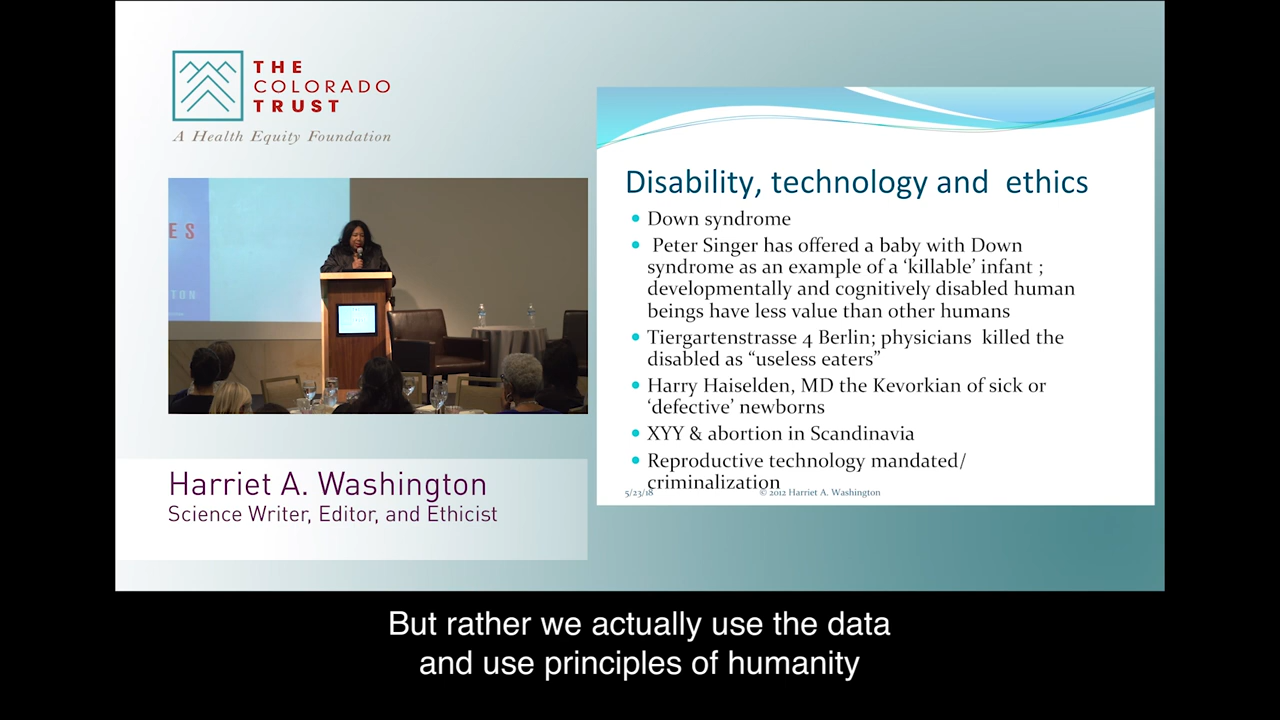 THE
COLORADO
TRUST
A Health Equity Foundation
E S
TON
Harriet A. Washington
Science Writer, Editor, and Ethicist
Disability, technology and  ethics
• Down syndrome
•  Peter Singer has offered a baby with Down
syndrome as an example of a ‘killable’ infant ;
developmentally and cognitively disabled human
beings have less value than other humans
• Tiergartenstrasse 4 Berlin; physicians  killed the
disabled as “useless eaters”
• Harry Haiselden, MD the Kevorkian of sick or
‘defective’ newborns
• XYY & abortion in Scandinavia
• Reproductive technology mandated/
criminalization
5/23/18
© 2012 Harriet A. Washington
But rather we actually use the data
and use principles of humanity